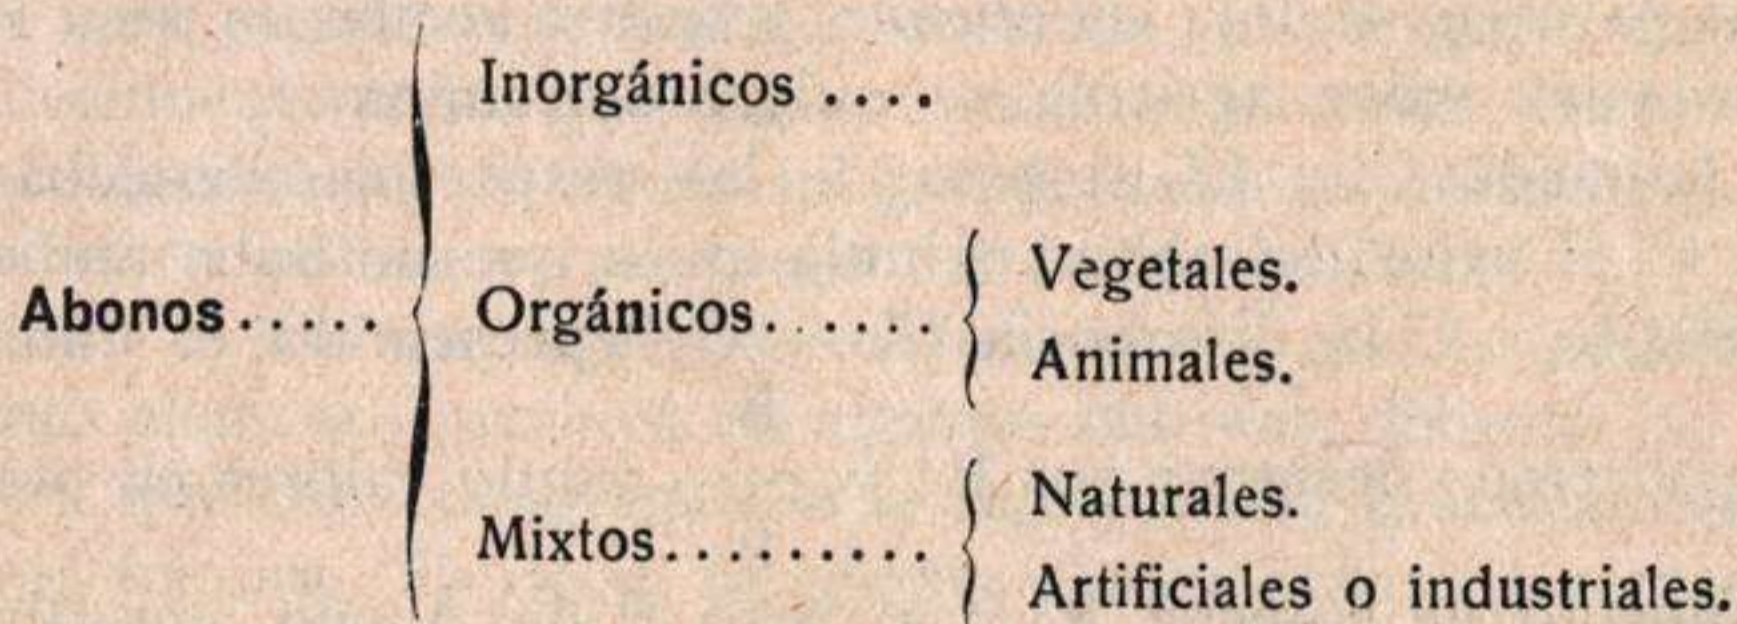 Inorgánicos ....
Vegetales.
Abonos ..... Orgánicos. ......
Animales.
Naturales.
Mixtos..........
Artificiales o industriales.